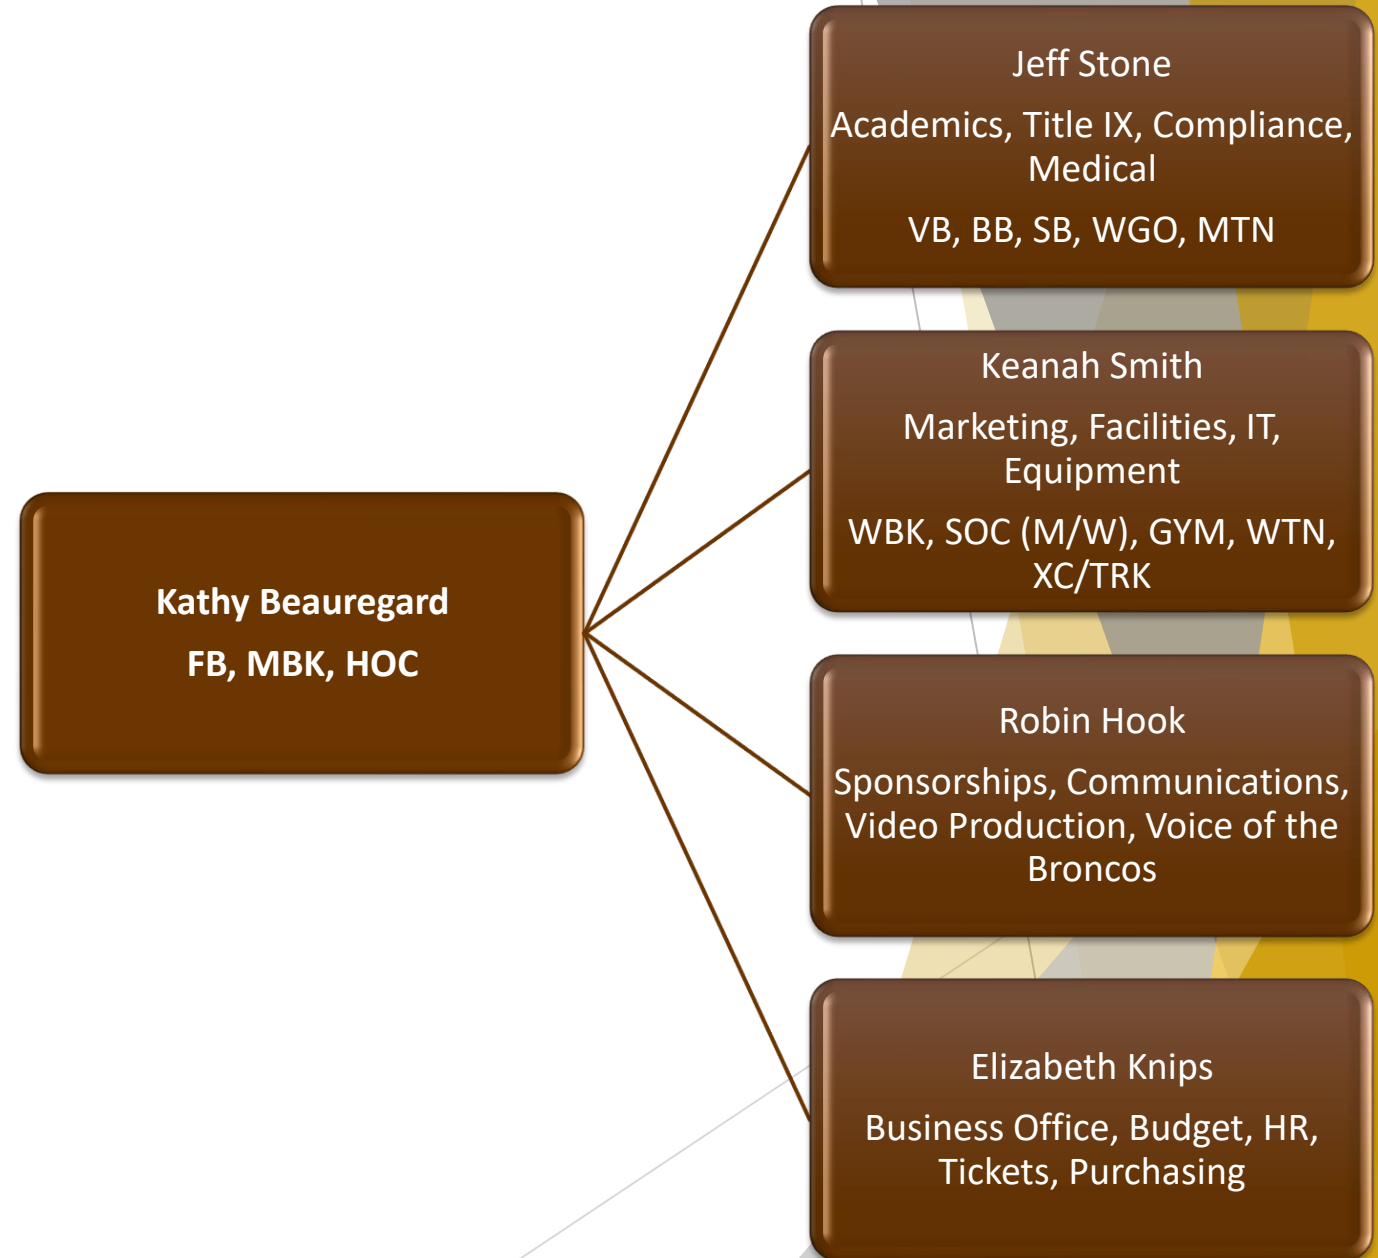 Kathy Beauregard
FB, MBK, HOC
Jeff Stone
Academics, Title IX, Compliance,
Medical
VB, BB, SB, WGO, MTN
Keanah Smith
Marketing, Facilities, IT,
Equipment
WBK, SOC (M/W), GYM, WTN,
XC/TRK
Robin Hook
Sponsorships, Communications,
Video Production, Voice of the
Broncos
Elizabeth Knips
Business Office, Budget, HR,
Tickets, Purchasing